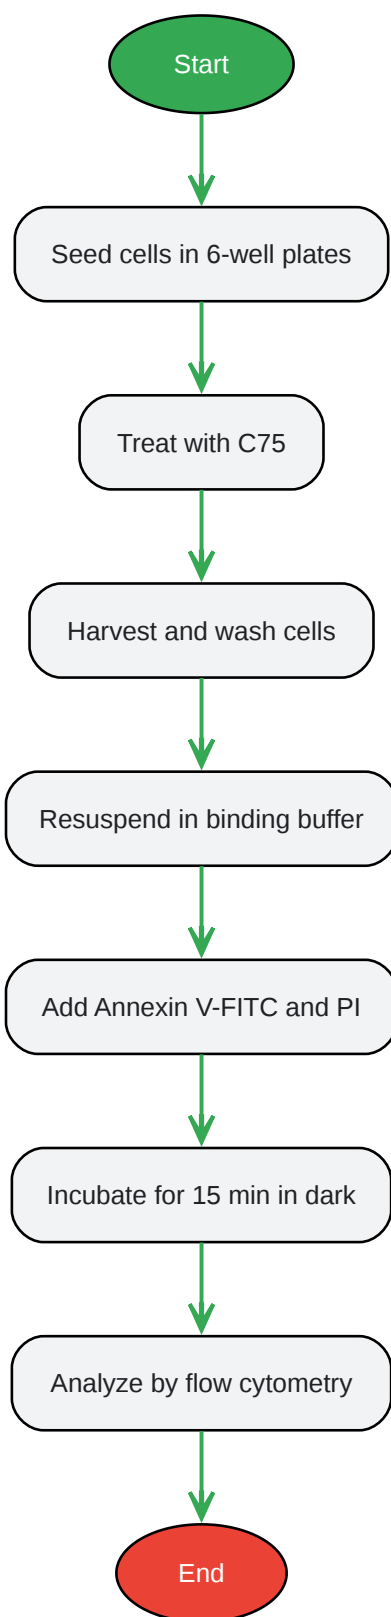 Start
Seed cells in 6-well plates
Treat with C75
Harvest and wash cells
Resuspend in binding buffer
Add Annexin V-FITC and PI
Incubate for 15 min in dark
Analyze by flow cytometry
End